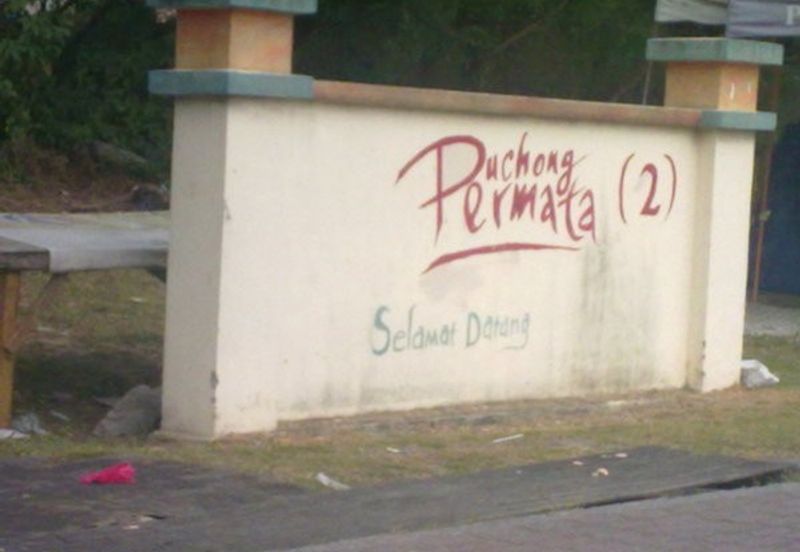 Puchong
Permata (2)
Selamat Datang